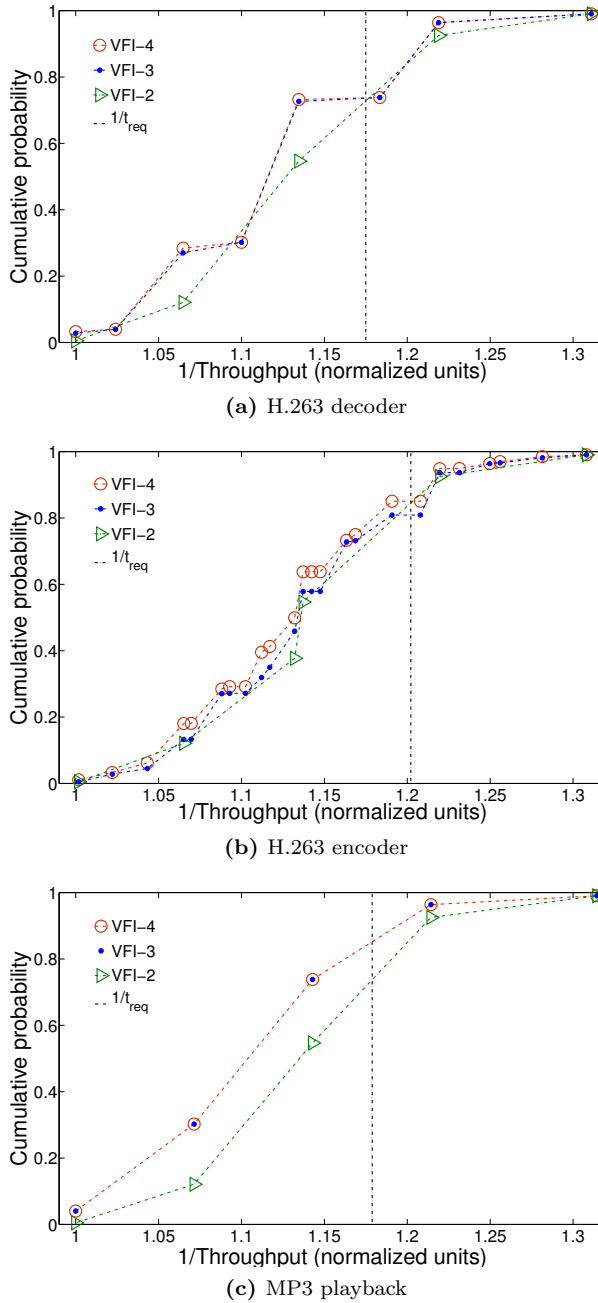 1
0.8
0.6
0.4
0.2
0
Cumulative probability
VFI-4
VFI-3
VFI-2
1/t_req
1 1.05 1.1 1.15 1.2 1.25 1.3
1/Throughput (normalized units)
(a) H.263 decoder
1
0.8
0.6
0.4
0.2
0
Cumulative probability
VFI-4
VFI-3
VFI-2
1/t_req
1 1.05 1.1 1.15 1.2 1.25 1.3
1/Throughput (normalized units)
(b) H.263 encoder
1
0.8
0.6
0.4
0.2
0
Cumulative probability
VFI-4
VFI-3
VFI-2
1/t_req
1 1.05 1.1 1.15 1.2 1.25 1.3
1/Throughput (normalized units)
(c) MP3 playback